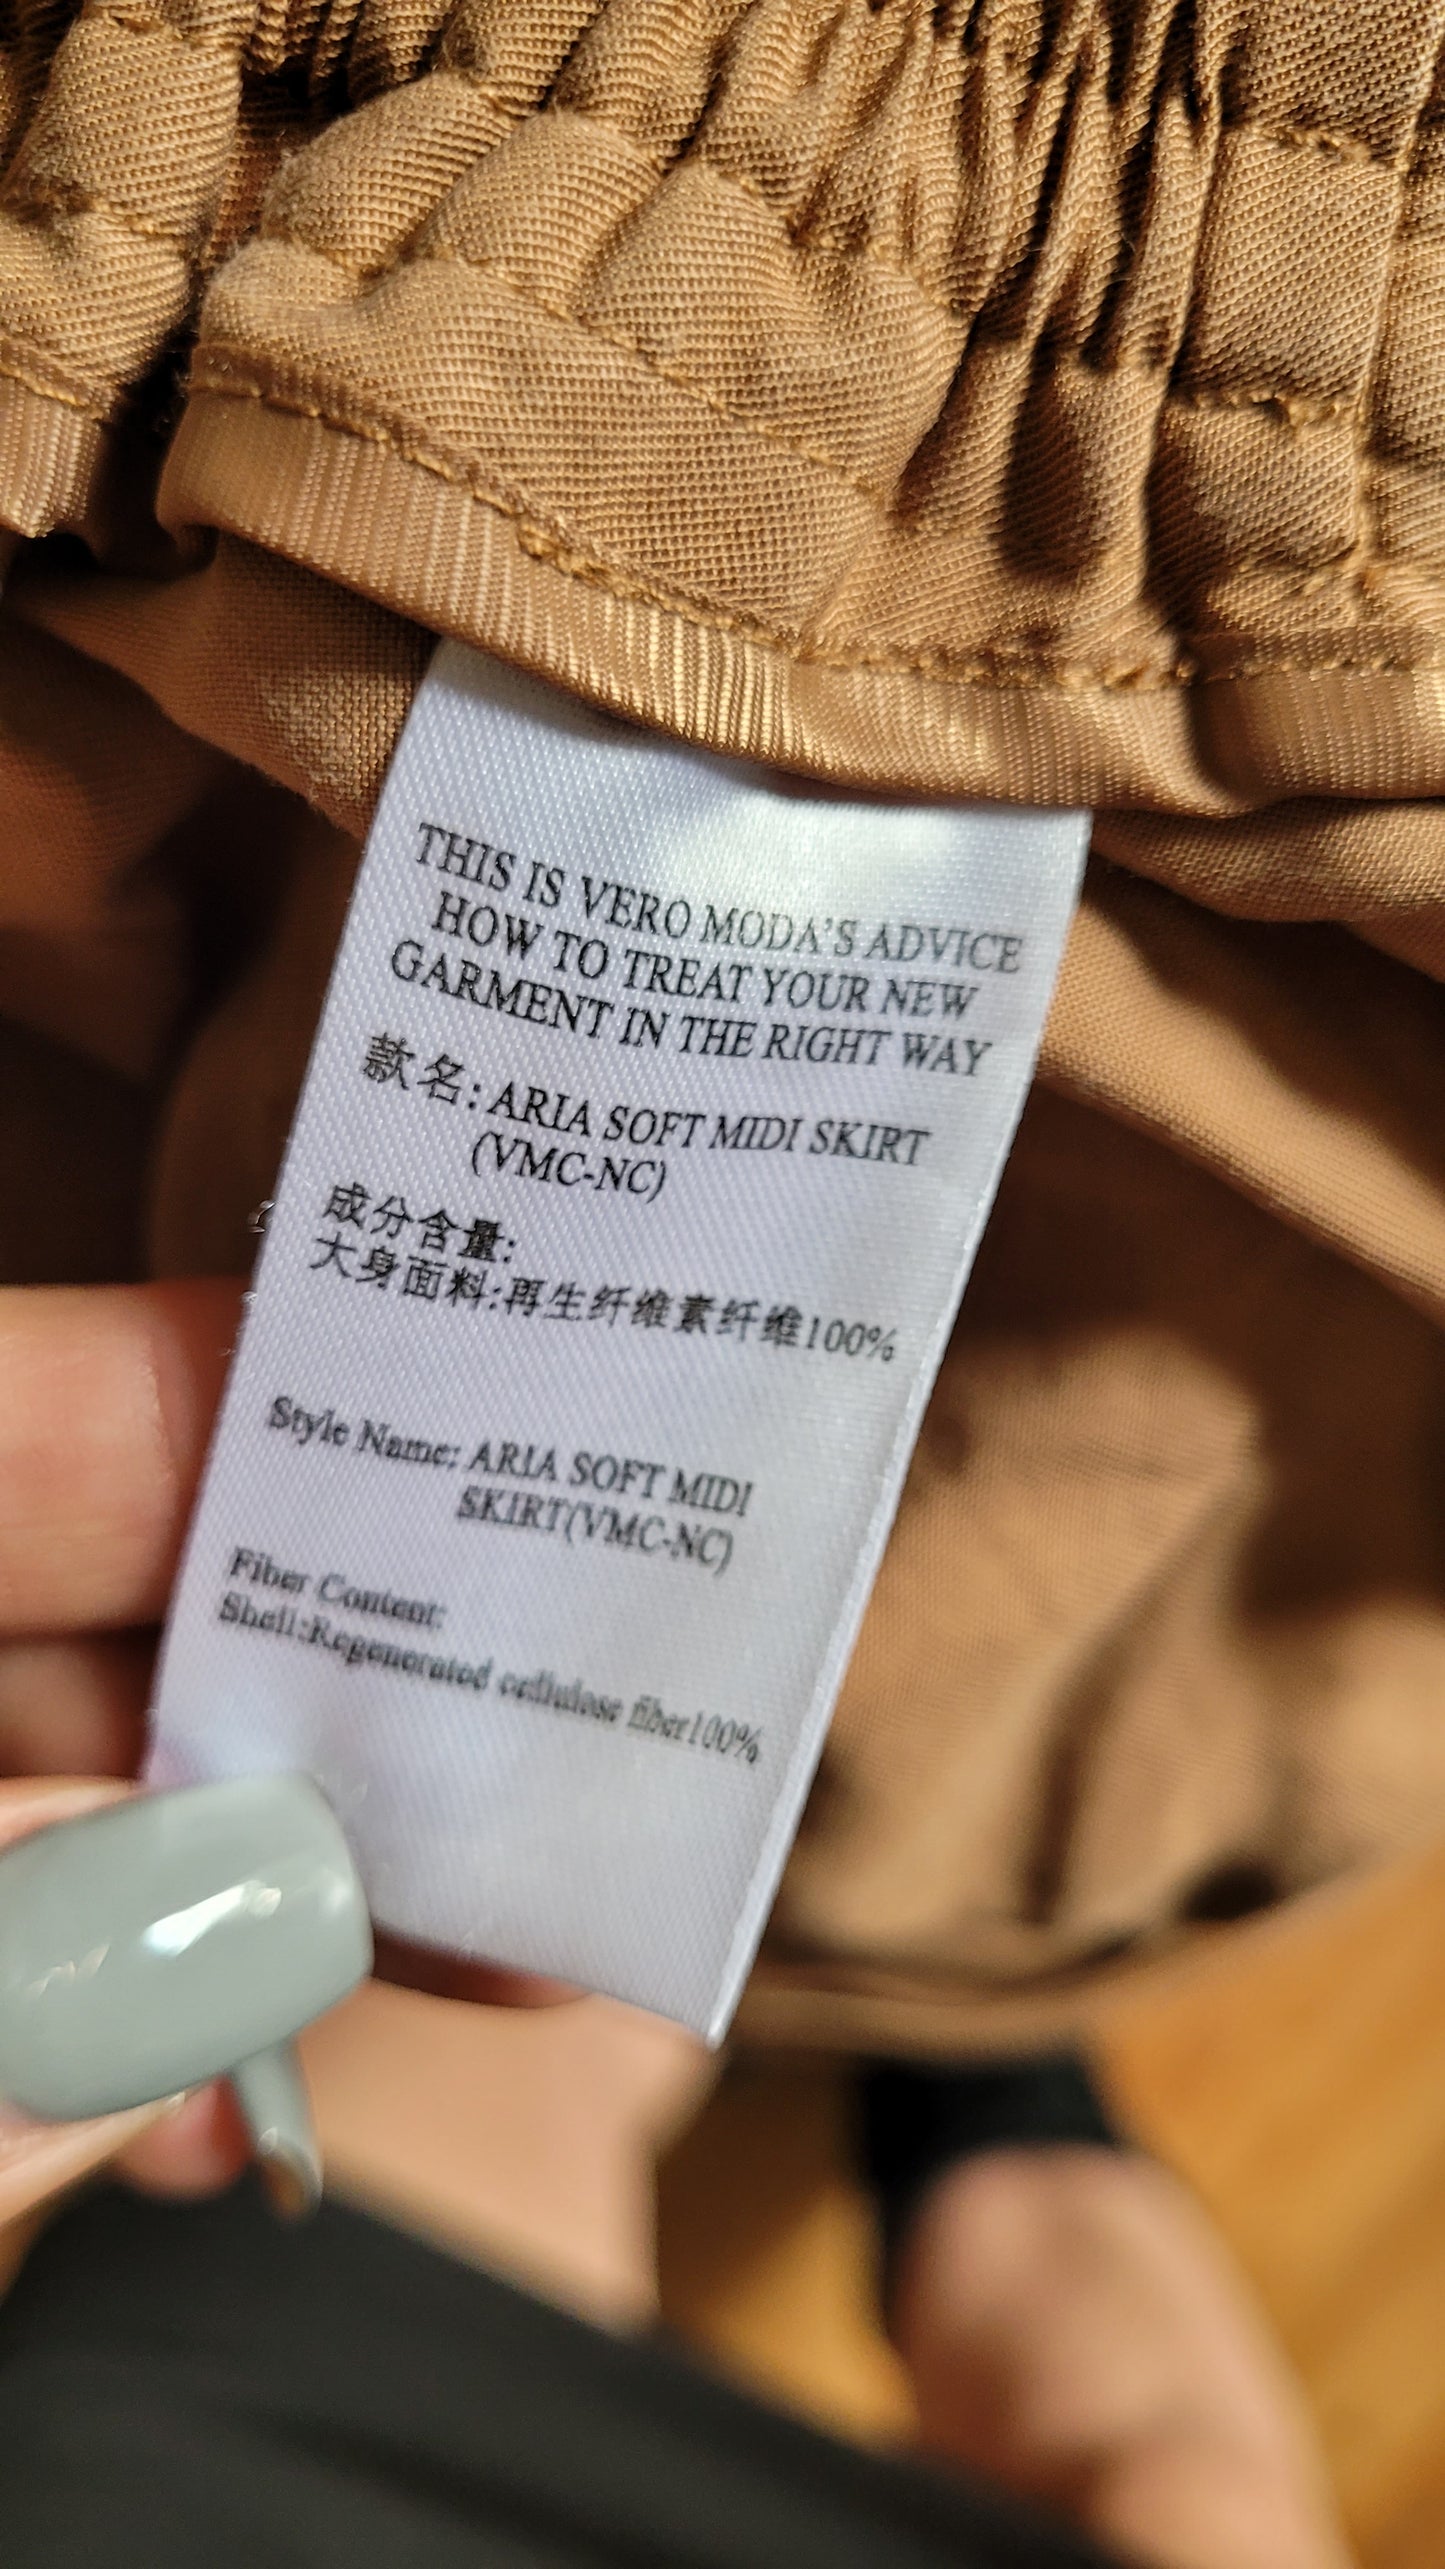 THIS IS VERO MODA'S ADVICE
HOW TO TREAT YOUR NEW
GARMENT IN THE RIGHT WAY
款名: ARIA SOFT MIDI SKIRT
(VMC-NC)
成分含量:
大身面料:再生纤维素纤维100%
Style Name: ARIA SOFT MIDI
SKIRT(VMC-NC)
Fiber Content:
Shell:Regenerated cellulose fiber100%